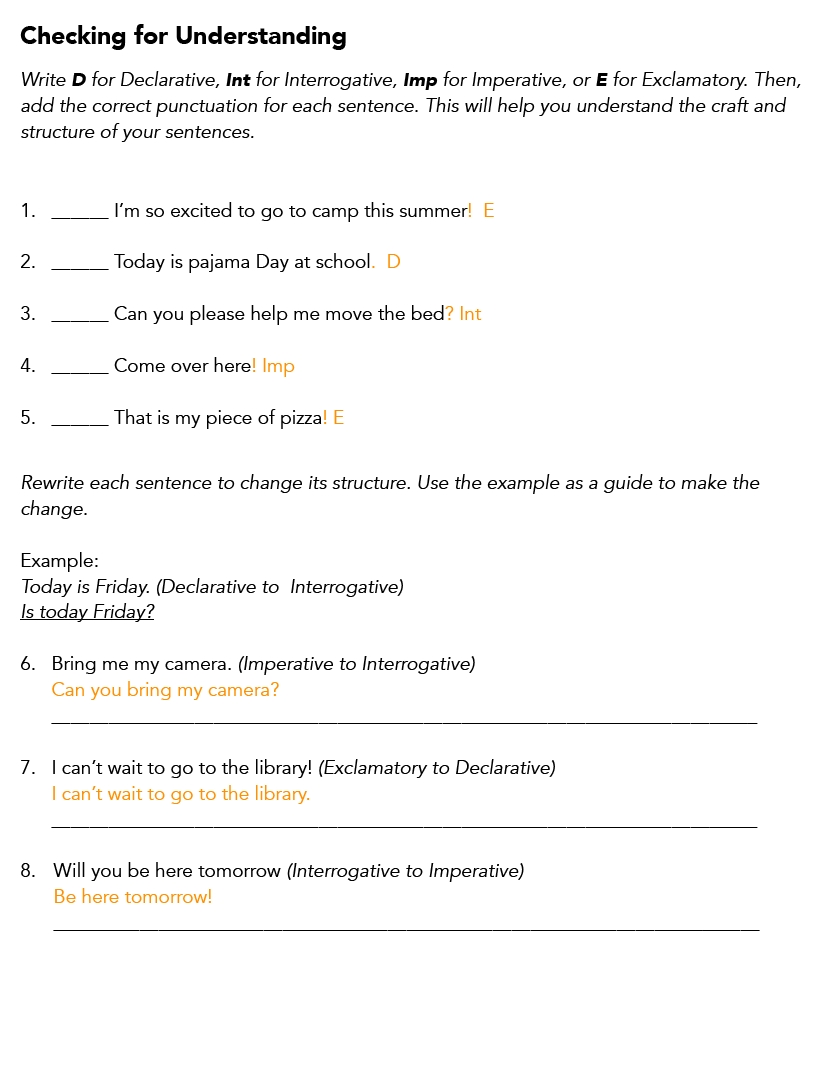 Checking for Understanding
Write D for Declarative, Int for Interrogative, Imp for Imperative, or E for Exclamatory. Then,
add the correct punctuation for each sentence. This will help you understand the craft and
structure of your sentences.
1. ______ I’m so excited to go to camp this summer! E
2. ______ Today is pajama Day at school. D
3. ______ Can you please help me move the bed? Int
4. ______ Come over here! Imp
5. ______ That is my piece of pizza! E
Rewrite each sentence to change its structure. Use the example as a guide to make the
change.
Example:
Today is Friday. (Declarative to Interrogative)
Is today Friday?
6. Bring me my camera. (Imperative to Interrogative)
Can you bring my camera?
7. I can’t wait to go to the library! (Exclamatory to Declarative)
I can’t wait to go to the library.
8. Will you be here tomorrow (Interrogative to Imperative)
Be here tomorrow!